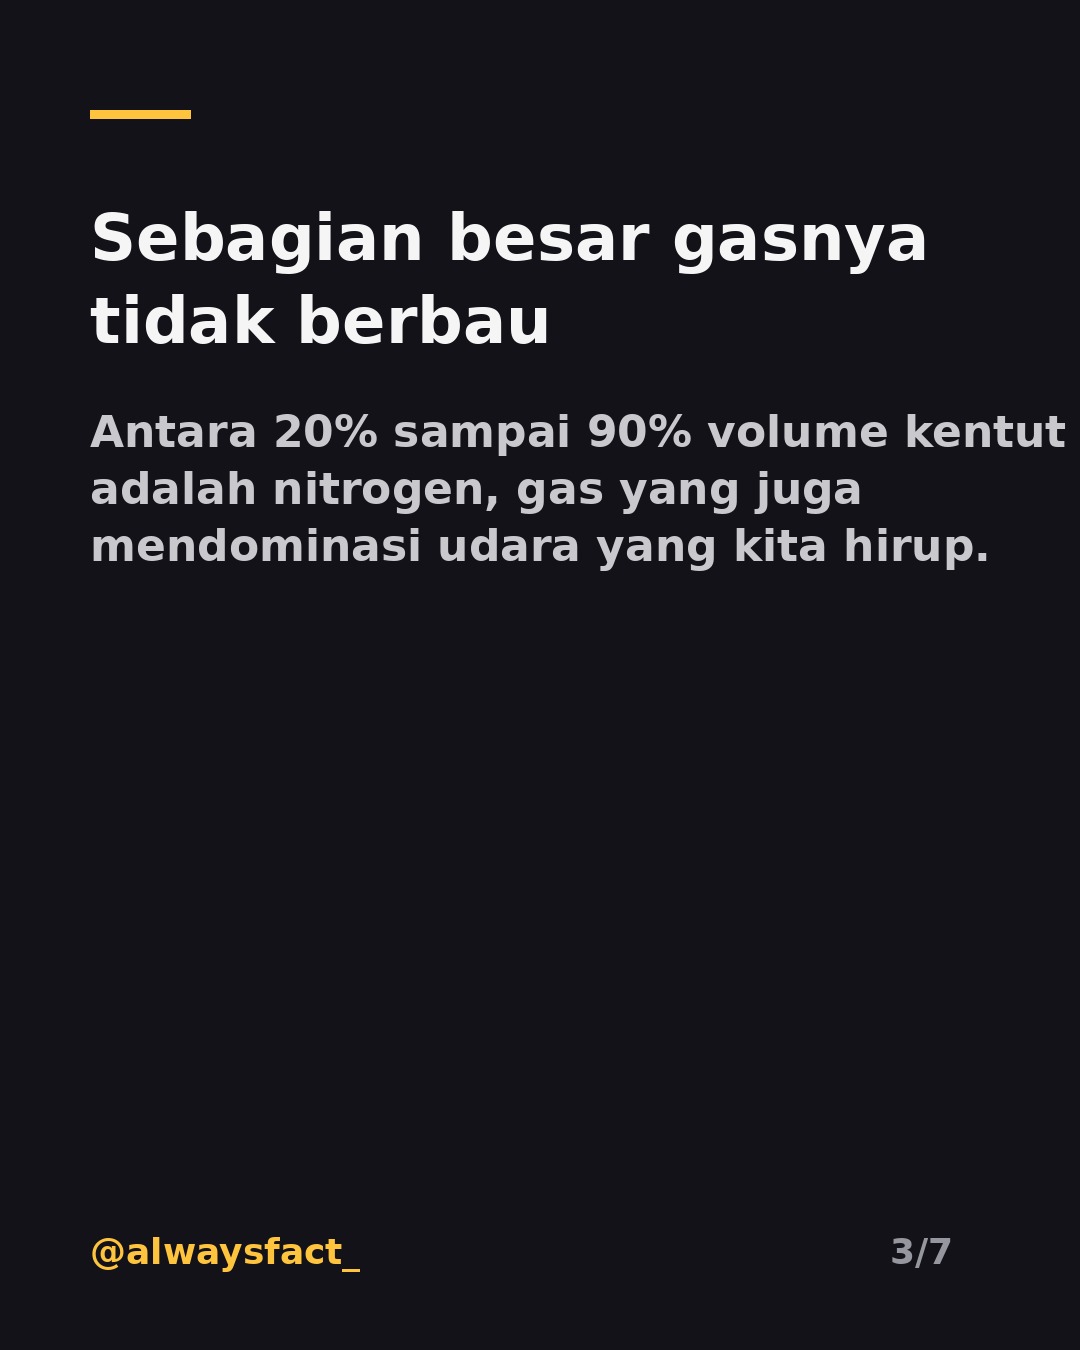 Sebagian besar gasnya
tidak berbau
Antara 20% sampai 90% volume kentut
adalah nitrogen, gas yang juga
mendominasi udara yang kita hirup.
@alwaysfact_
3/7